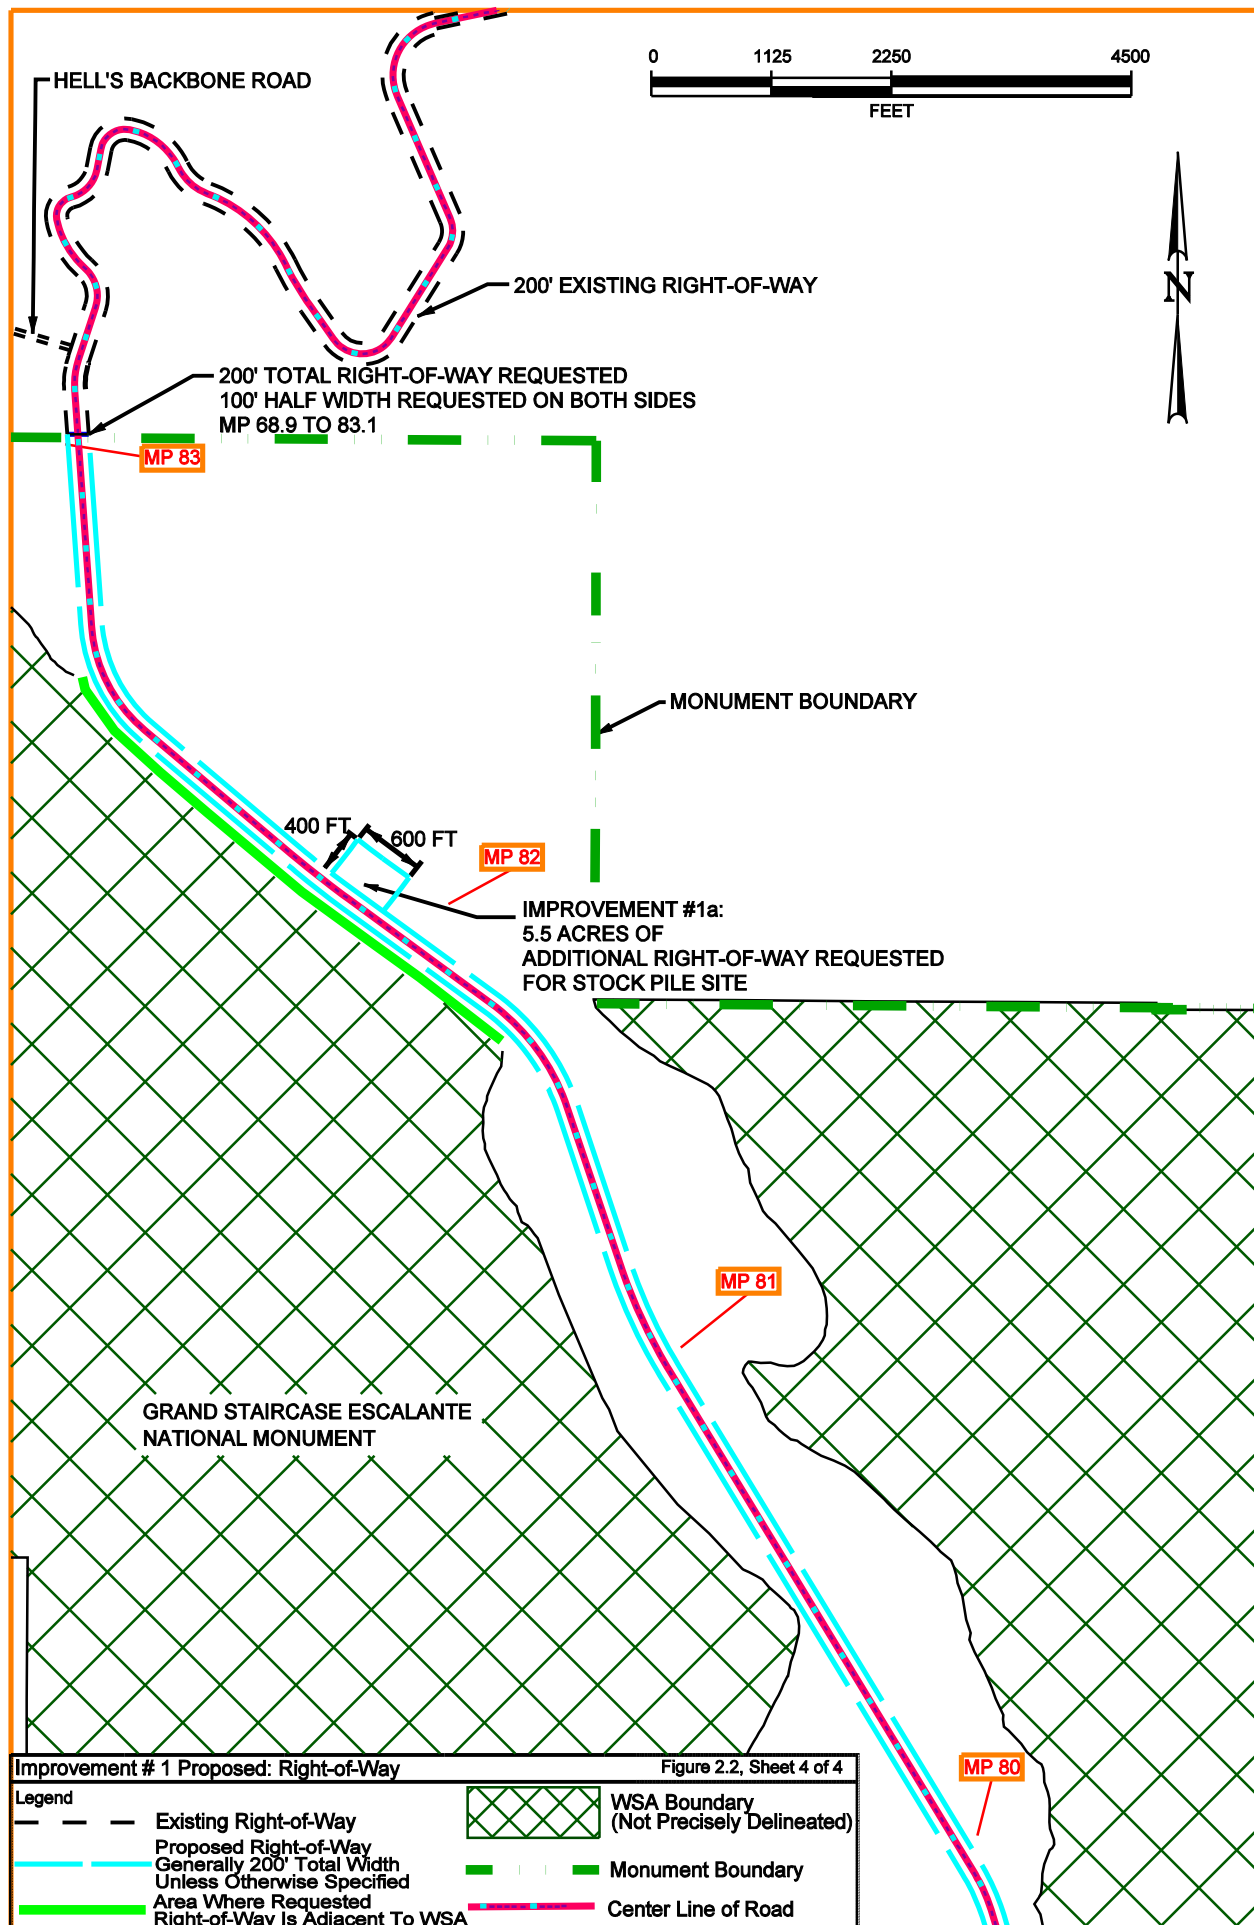 0 1125 2250 4500
FEET
HELL'S BACKBONE ROAD
N
200' EXISTING RIGHT-OF-WAY
200' TOTAL RIGHT-OF-WAY REQUESTED
100' HALF WIDTH REQUESTED ON BOTH SIDES
MP 68.9 TO 83.1
MP 83
MONUMENT BOUNDARY
400 FT
600 FT
MP 82
IMPROVEMENT #1a:
5.5 ACRES OF
ADDITIONAL RIGHT-OF-WAY REQUESTED
FOR STOCK PILE SITE
MP 81
GRAND STAIRCASE ESCALANTE
NATIONAL MONUMENT
MP 80
Improvement # 1 Proposed: Right-of-Way
Figure 2.2, Sheet 4 of 4
Legend
Existing Right-of-Way
Proposed Right-of-Way
Generally 200' Total Width
Unless Otherwise Specified
Area Where Requested
Right-of-Way Is Adjacent To WSA
WSA Boundary
(Not Precisely Delineated)
Monument Boundary
Center Line of Road